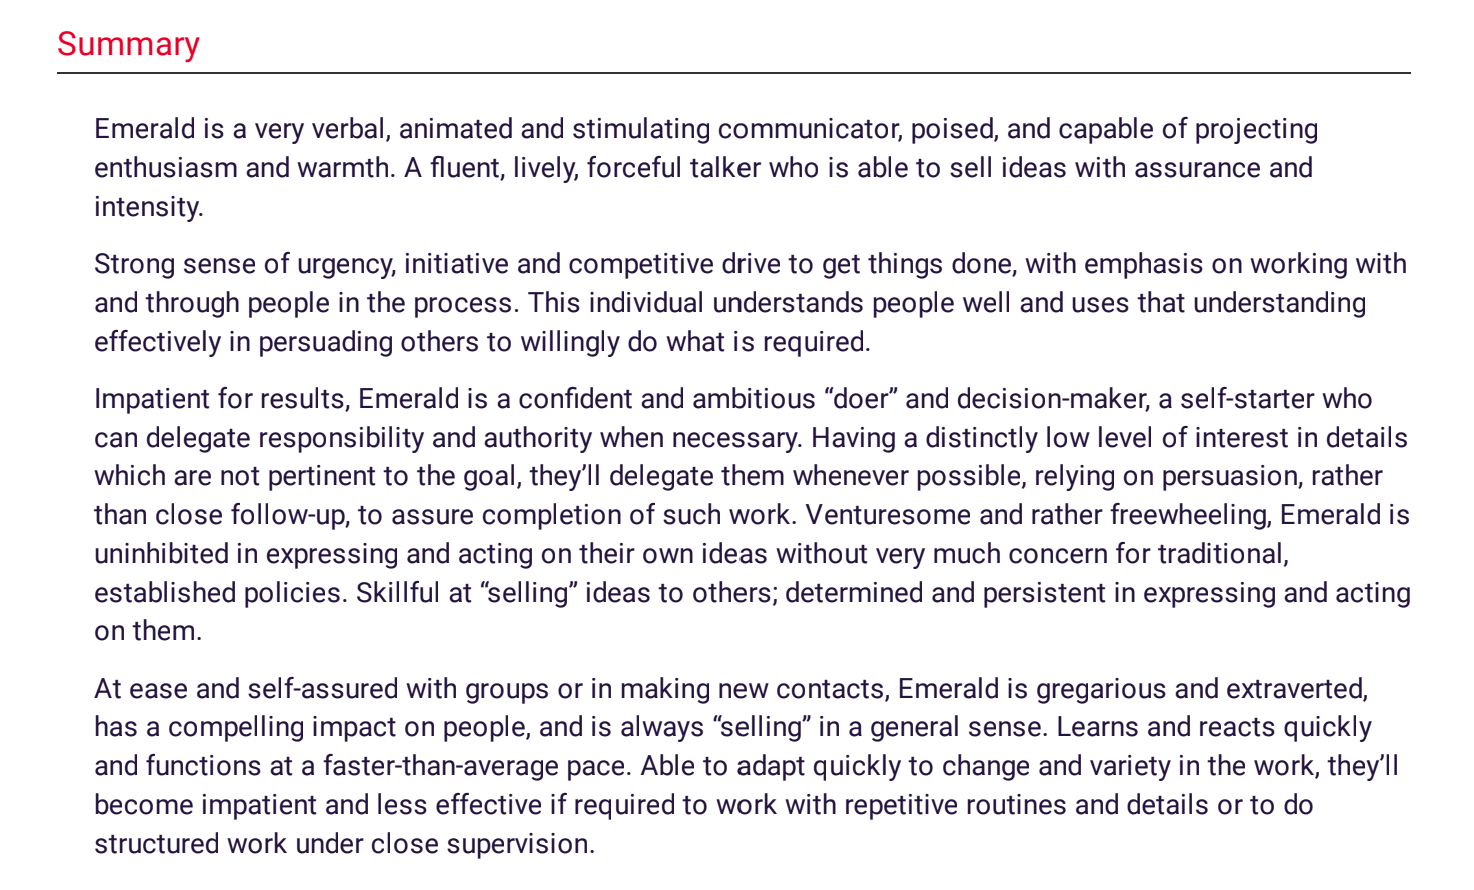 Summary
Emerald is a very verbal, animated and stimulating communicator, poised, and capable of projecting
enthusiasm and warmth. A fluent, lively, forceful talker who is able to sell ideas with assurance and
intensity.
Strong sense of urgency, initiative and competitive drive to get things done, with emphasis on working with
and through people in the process. This individual understands people well and uses that understanding
effectively in persuading others to willingly do what is required.
Impatient for results, Emerald is a confident and ambitious “doer” and decision-maker, a self-starter who
can delegate responsibility and authority when necessary. Having a distinctly low level of interest in details
which are not pertinent to the goal, they’ll delegate them whenever possible, relying on persuasion, rather
than close follow-up, to assure completion of such work. Venturesome and rather freewheeling, Emerald is
uninhibited in expressing and acting on their own ideas without very much concern for traditional,
established policies. Skillful at “selling” ideas to others; determined and persistent in expressing and acting
on them.
At ease and self-assured with groups or in making new contacts, Emerald is gregarious and extraverted,
has a compelling impact on people, and is always “selling” in a general sense. Learns and reacts quickly
and functions at a faster-than-average pace. Able to adapt quickly to change and variety in the work, they’ll
become impatient and less effective if required to work with repetitive routines and details or to do
structured work under close supervision.